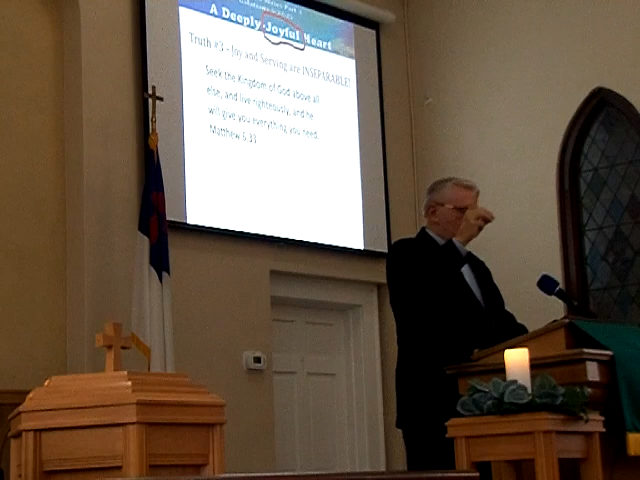 A Deeply Joyful Heart
Truth #3 - Joy and Serving are INSEPARABLE!
Seek the Kingdom of God above all
else, and live righteously, and he
will give you everything you need.
Matthew 6:33